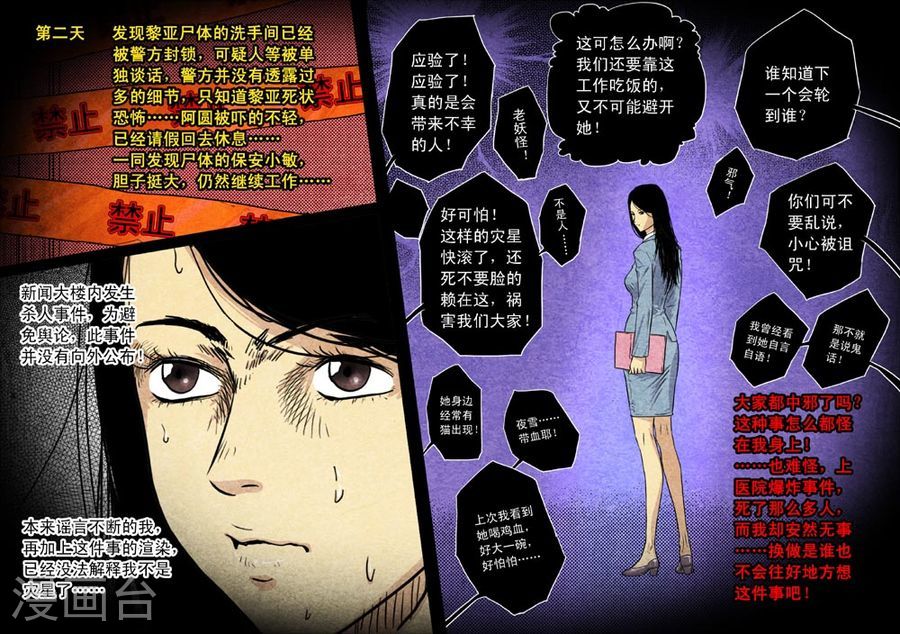 第二天
发现黎亚尸体的洗手间已经
被警方封锁，可疑人等被单
独谈话，警方并没有透露过
多的细节，只知道黎亚死状
恐怖……阿圆被吓的不轻，
已经请假回去休息……
一同发现尸体的保安小敏，
胆子挺大，仍然继续工作……
禁止
禁止
禁止
禁止
禁止
新闻大楼内发生
杀人事件，为避
免舆论，此事件
并没有向外公布！
本来谣言不断的我，
再加上这件事的渲染，
已经没法解释我不是
灾星了……
应验了！
应验了！
真的是会
带来不幸
的人！
老妖怪！
这可怎么办啊？
我们还要靠这
工作吃饭的，
又不可能避开
她！
谁知道下
一个会轮
到谁？
邪气！
不是人……
好可怕！
这样的灾星
快滚了，还
死不要脸的
赖在这，祸
害我们大家！
你们可不
要乱说，
小心被诅
咒！
我曾经看
到她自言
自语！
那不就
是说鬼
话！
她身边
经常有
猫出现！
夜雪……
带血耶！
上次我看到
她喝鸡血，
好大一碗，
好怕怕……
大家都中邪了吗？
这种事怎么都怪
在我身上！
……也难怪，上
医院爆炸事件，
死了那么多人，
而我却安然无事
……换做是谁也
不会往好地方想
这件事吧！
漫画台